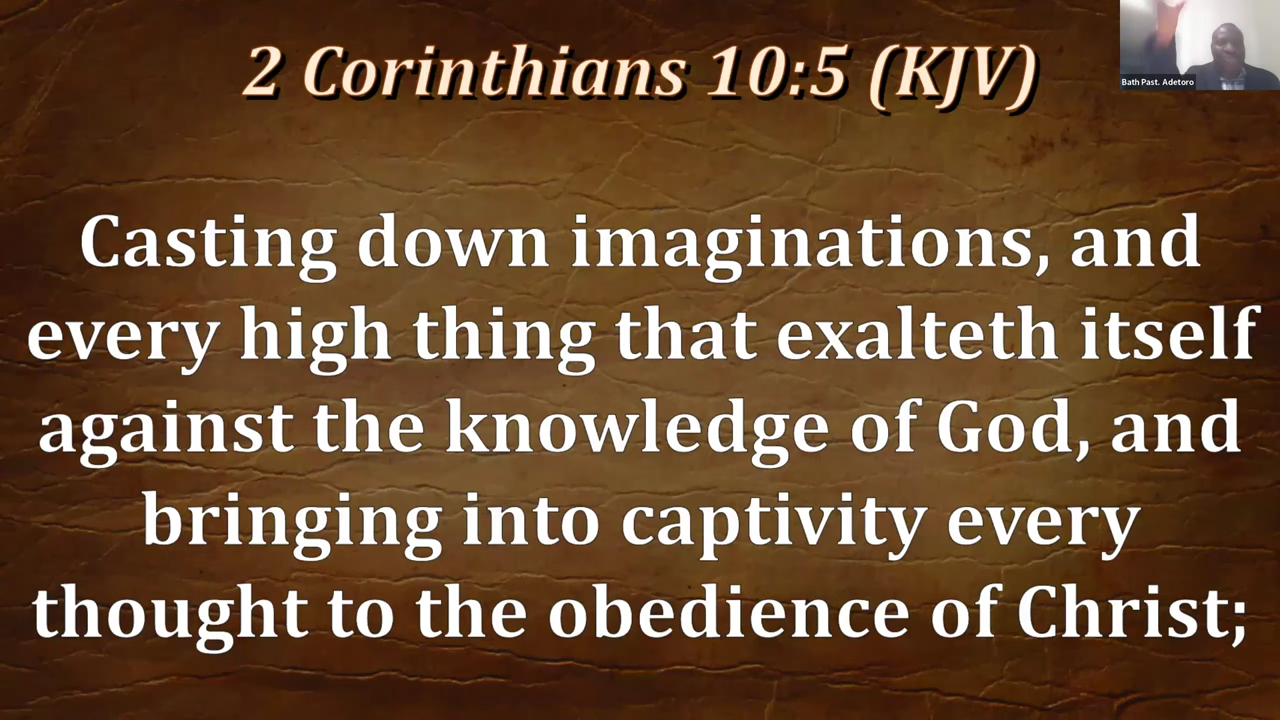 2 Corinthians 10:5 (KJV)
Bath Past. Adetoro
Casting down imaginations, and
every high thing that exalteth itself
against the knowledge of God, and
bringing into captivity every
thought to the obedience of Christ;